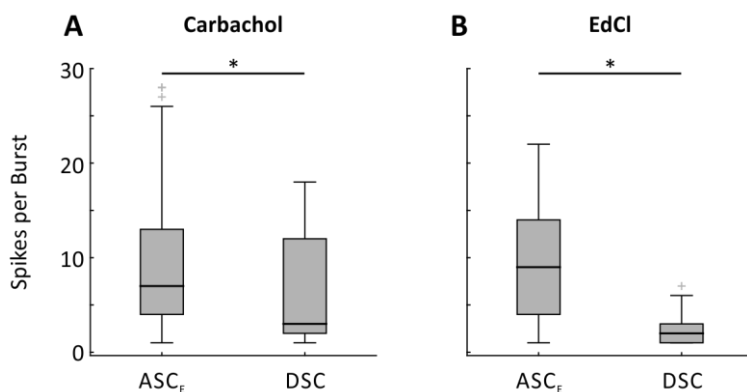 A Carbachol
B EdCl
Spikes per Burst
30
20
10
0
*
*
ASC_E DSC
ASC_E DSC